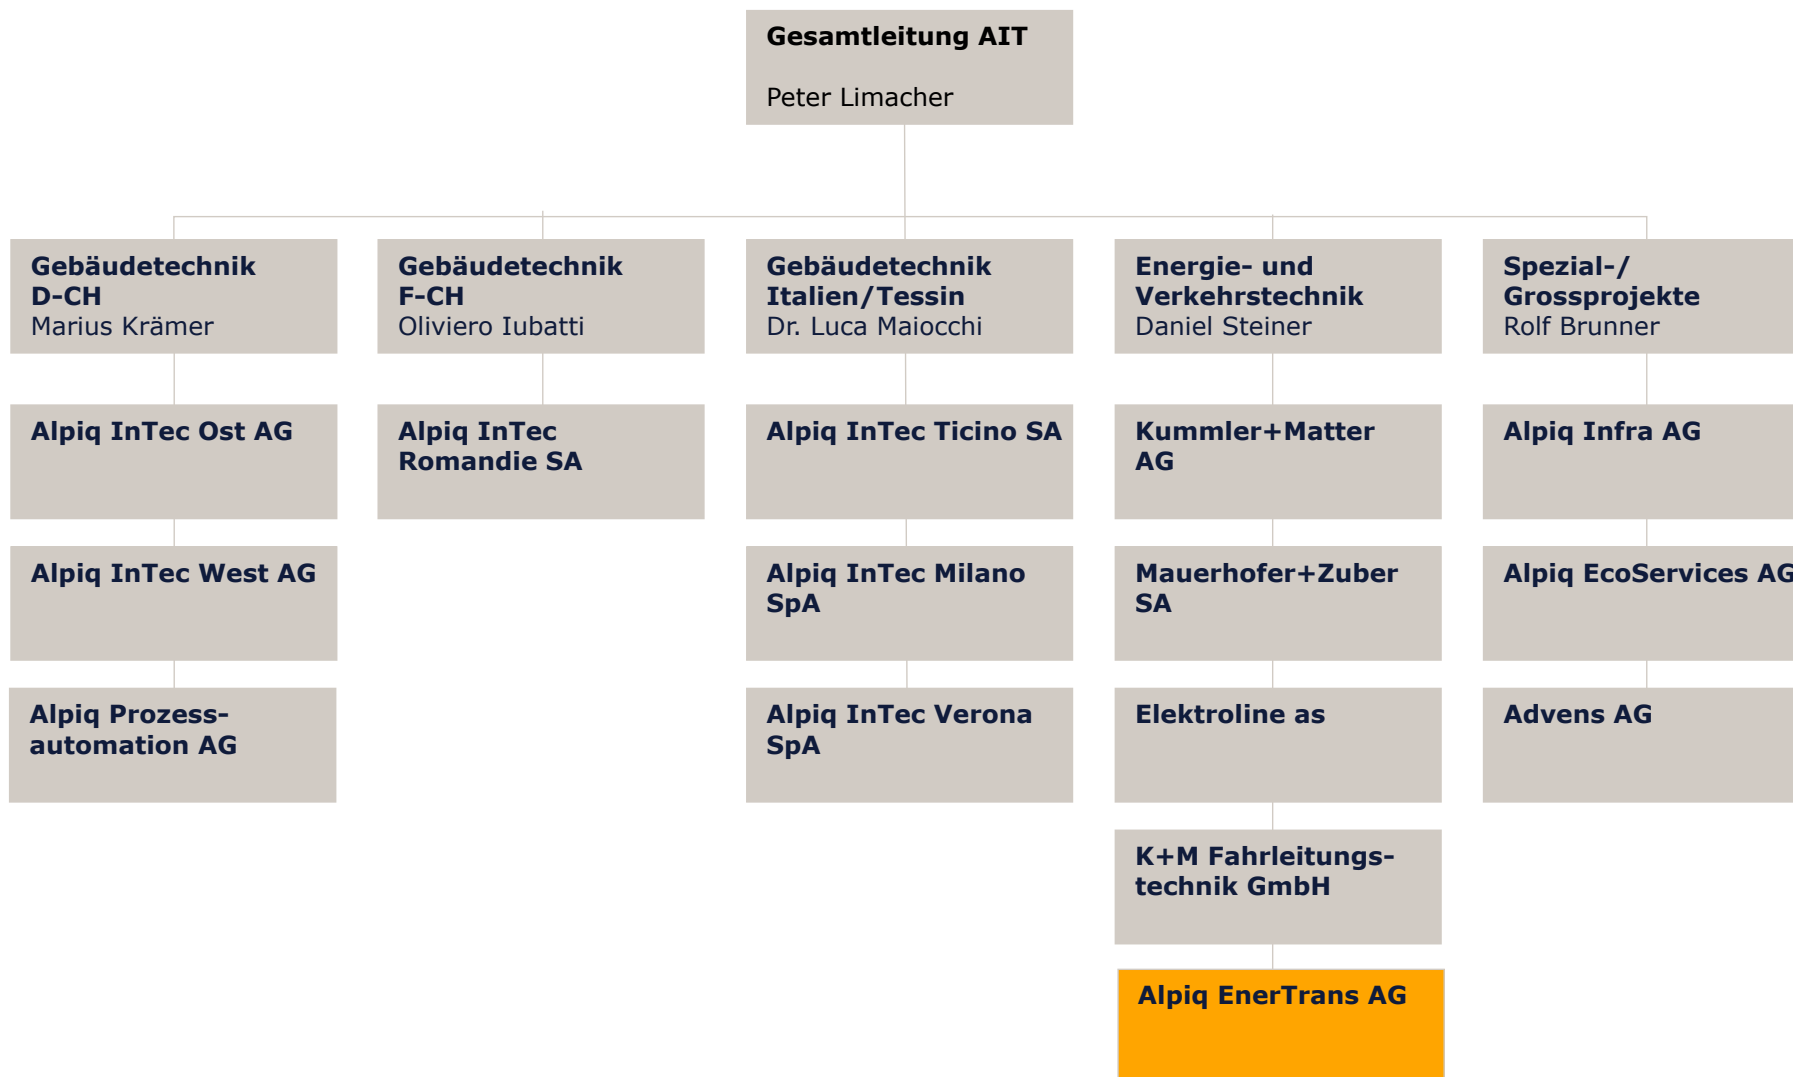 Gesamtleitung AIT
Peter Limacher
Gebäudetechnik
D-CH
Marius Krämer
Gebäudetechnik
F-CH
Oliviero Iubatti
Gebäudetechnik
Italien/Tessin
Dr. Luca Maiocchi
Energie- und
Verkehrstechnik
Daniel Steiner
Spezial-/
Grossprojekte
Rolf Brunner
Alpiq InTec Ost AG
Alpiq InTec
Romandie SA
Alpiq InTec Ticino SA
Kummler+Matter
AG
Alpiq Infra AG
Alpiq InTec West AG
Alpiq InTec Milano
SpA
Mauerhofer+Zuber
SA
Alpiq EcoServices AG
Alpiq Prozess-
automation AG
Alpiq InTec Verona
SpA
Elektroline as
Advens AG
K+M Fahrleitungs-
technik GmbH
Alpiq EnerTrans AG